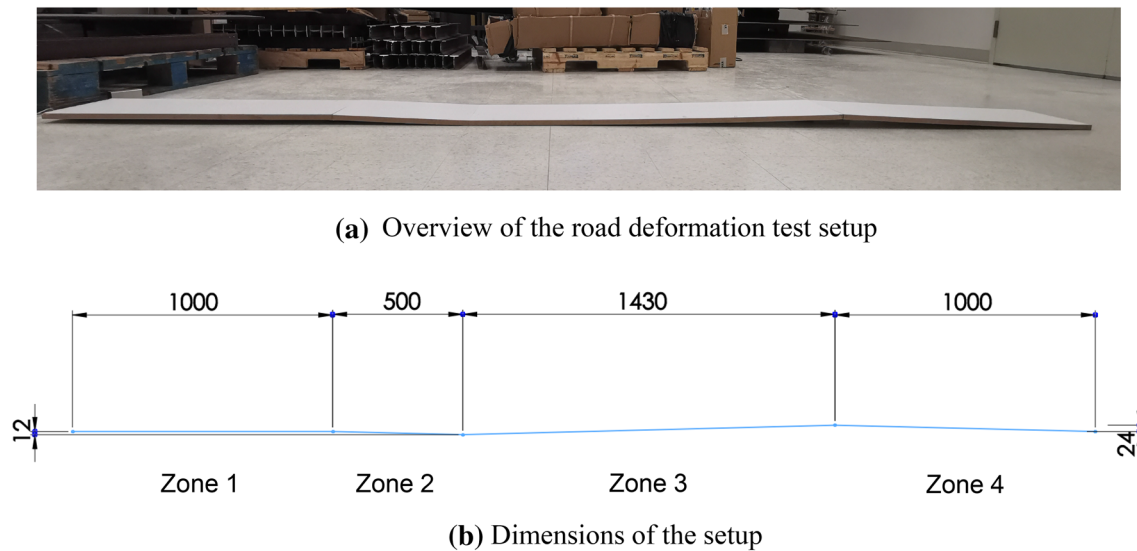 (a) Overview of the road deformation test setup
1000 500 1430 1000
12
24
Zone 1 Zone 2 Zone 3 Zone 4
(b) Dimensions of the setup